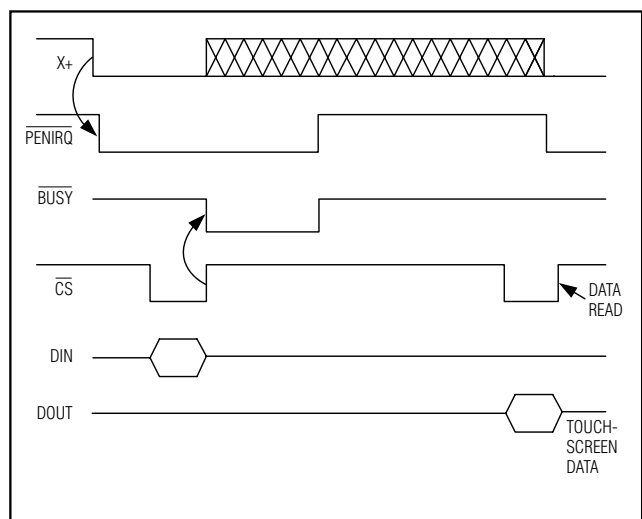 X+
PENIRQ
BUSY
CS
DATA
READ
DIN
DOUT
TOUCH-
SCREEN
DATA